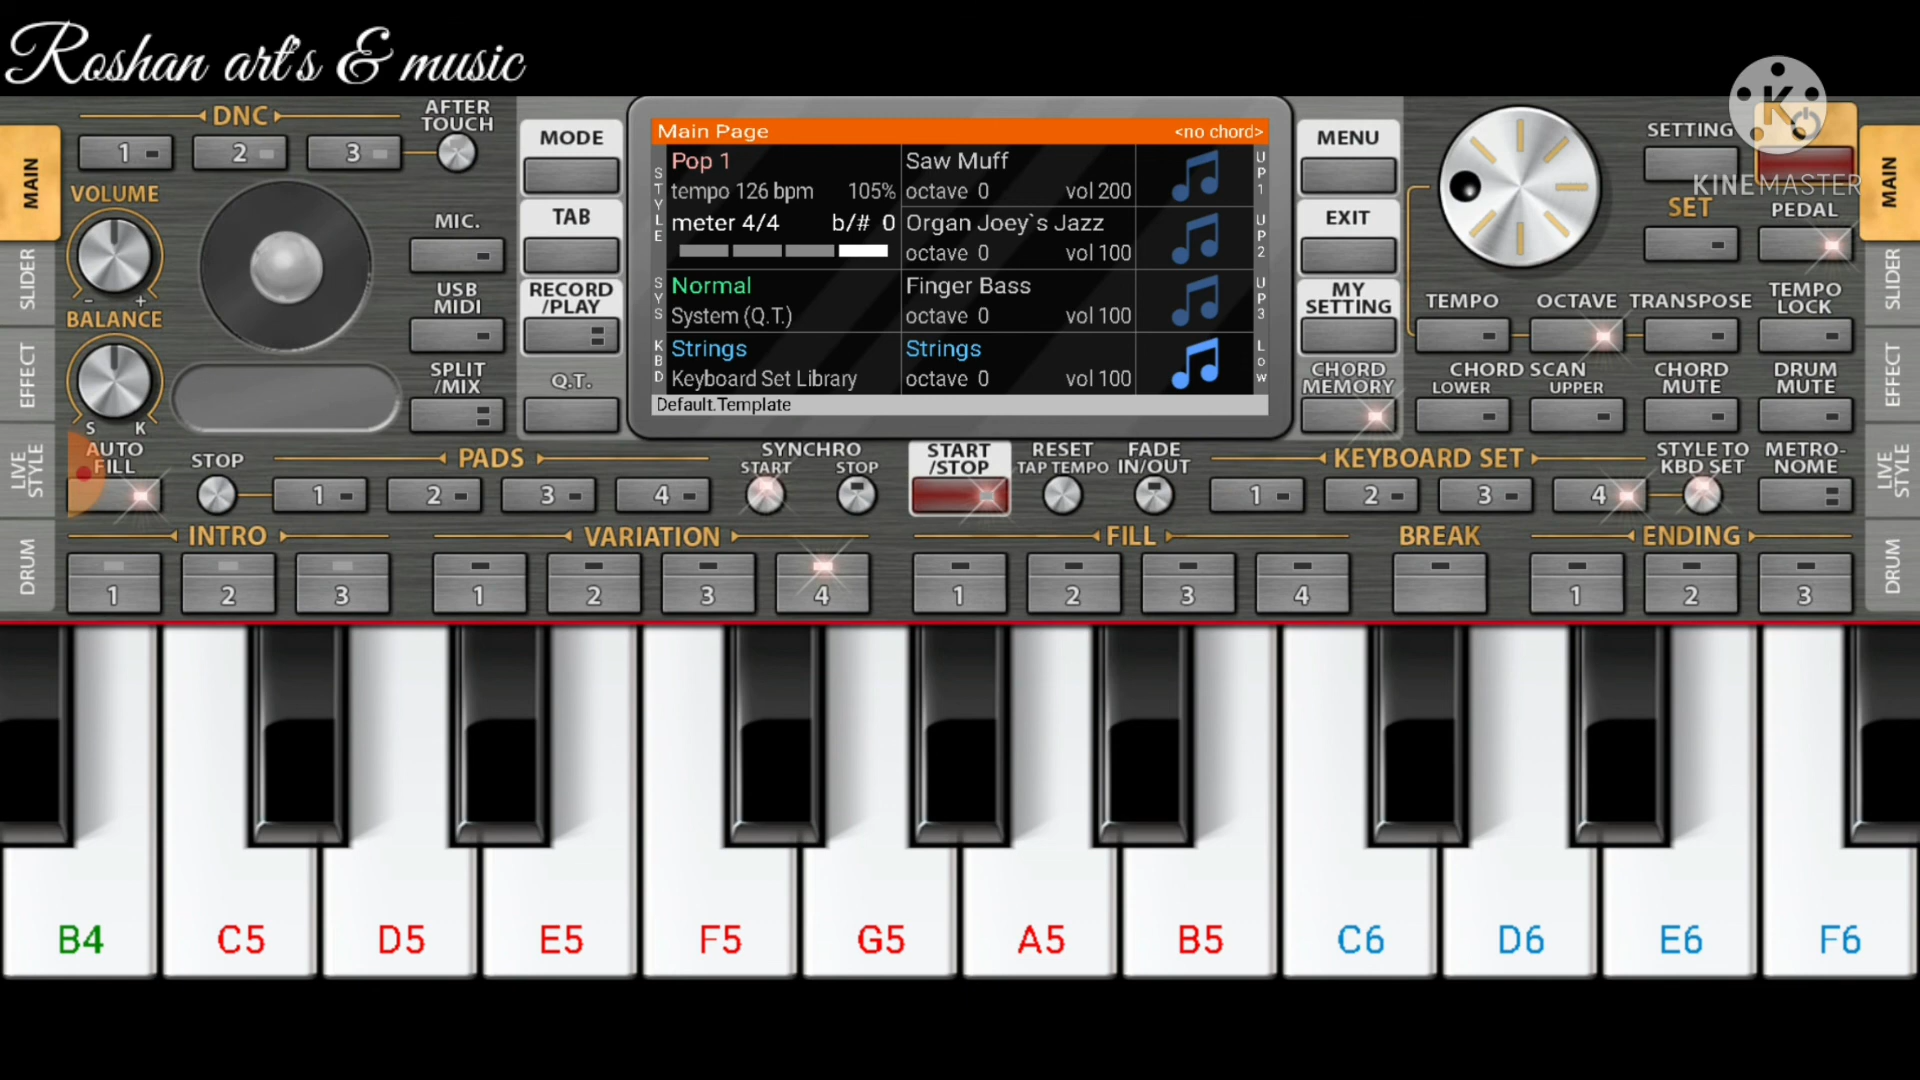 Roshan art's & music
DNC
AFTER
TOUCH
1 2 3
VOLUME
- +
BALANCE
S K
MIC.
USB
MIDI
SPLIT
/MIX
MODE
TAB
RECORD
/PLAY
Q.T.
Main Page <no chord>
STYLE
Pop 1
tempo 126 bpm 105%
meter 4/4 b/# 0
SYS
Normal
System (Q.T.)
KBD
Strings
Keyboard Set Library
Saw Muff
octave 0 vol 200
UP1
Organ Joey`s Jazz
octave 0 vol 100
UP2
Finger Bass
octave 0 vol 100
UP3
Strings
octave 0 vol 100
Low
Default.Template
MENU
EXIT
MY
SETTING
CHORD
MEMORY
SETTING
K
KINEMASTER
SET
PEDAL
TEMPO OCTAVE TRANSPOSE
TEMPO
LOCK
CHORD SCAN
LOWER UPPER
CHORD
MUTE
DRUM
MUTE
MAIN
SLIDER
EFFECT
LIVE
STYLE
DRUM
MAIN
SLIDER
EFFECT
LIVE
STYLE
DRUM
AUTO
FILL
STOP
PADS
1 2 3 4
SYNCHRO
START STOP
START
/STOP
RESET
TAP TEMPO
FADE
IN/OUT
KEYBOARD SET
1 2 3 4
STYLE TO
KBD SET
METRO-
NOME
INTRO
1 2 3
VARIATION
1 2 3 4
FILL
1 2 3 4
BREAK
ENDING
1 2 3
B4 C5 D5 E5 F5 G5 A5 B5 C6 D6 E6 F6